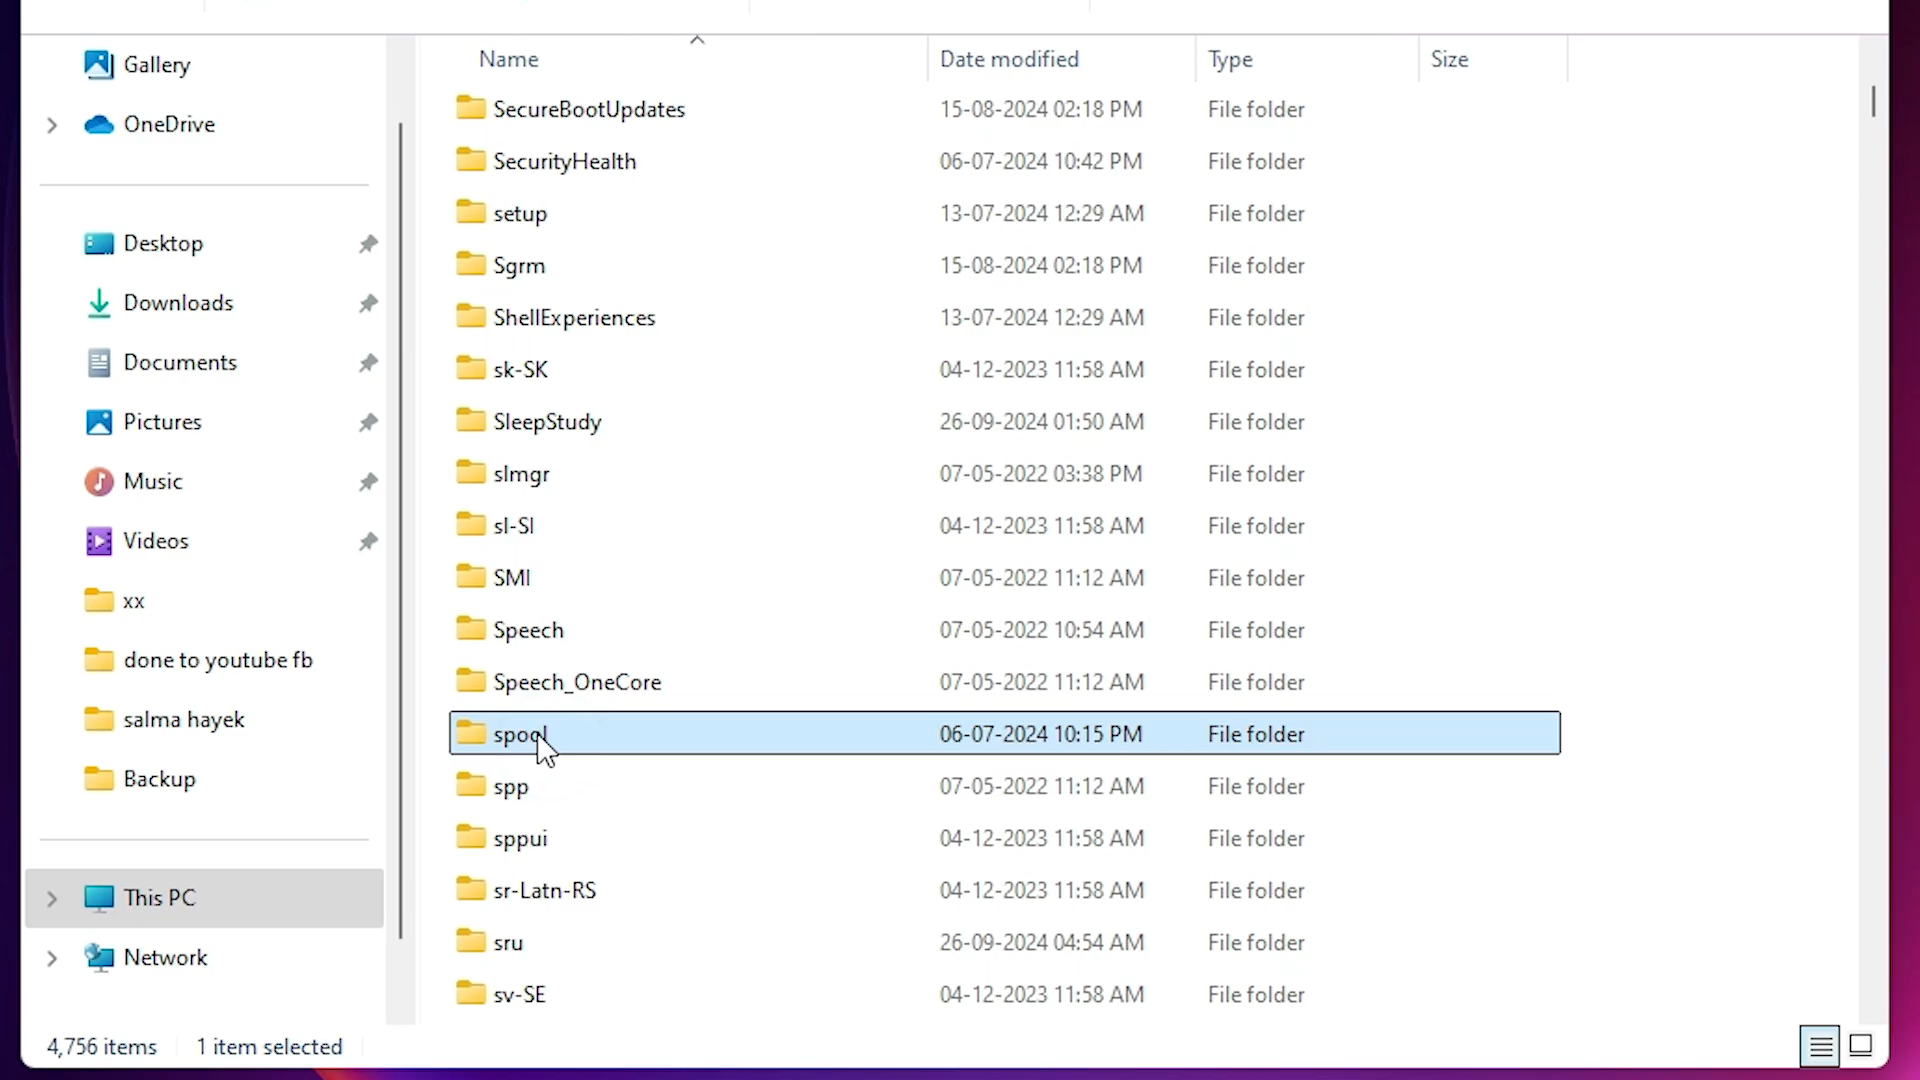 Gallery
OneDrive
Desktop
Downloads
Documents
Pictures
Music
Videos
xx
done to youtube fb
salma hayek
Backup
This PC
Network
Name Date modified Type Size
SecureBootUpdates 15-08-2024 02:18 PM File folder
SecurityHealth 06-07-2024 10:42 PM File folder
setup 13-07-2024 12:29 AM File folder
Sgrm 15-08-2024 02:18 PM File folder
ShellExperiences 13-07-2024 12:29 AM File folder
sk-SK 04-12-2023 11:58 AM File folder
SleepStudy 26-09-2024 01:50 AM File folder
slmgr 07-05-2022 03:38 PM File folder
sl-SI 04-12-2023 11:58 AM File folder
SMI 07-05-2022 11:12 AM File folder
Speech 07-05-2022 10:54 AM File folder
Speech_OneCore 07-05-2022 11:12 AM File folder
spool 06-07-2024 10:15 PM File folder
spp 07-05-2022 11:12 AM File folder
sppui 04-12-2023 11:58 AM File folder
sr-Latn-RS 04-12-2023 11:58 AM File folder
sru 26-09-2024 04:54 AM File folder
sv-SE 04-12-2023 11:58 AM File folder
4,756 items 1 item selected